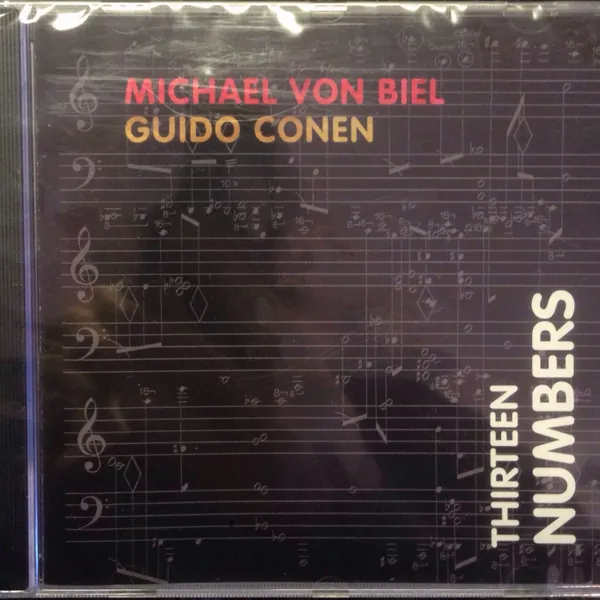 MICHAEL VON BIEL
GUIDO CONEN
THIRTEEN
NUMBERS